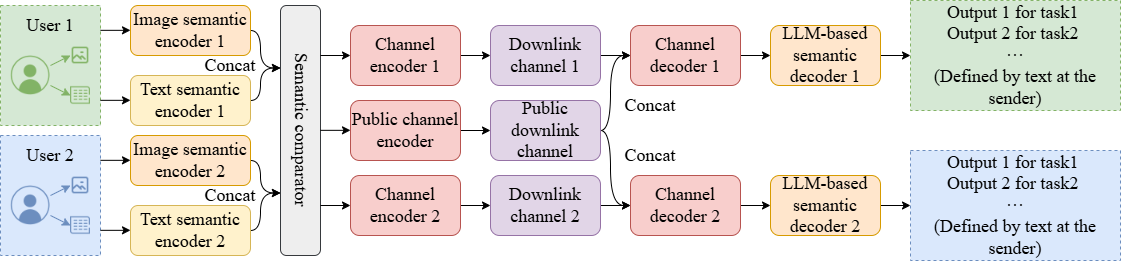 User 1
Image semantic
encoder 1
Concat
Text semantic
encoder 1
User 2
Image semantic
encoder 2
Concat
Text semantic
encoder 2
Semantic comparator
Channel
encoder 1
Downlink
channel 1
Channel
decoder 1
LLM-based
semantic
decoder 1
Output 1 for task1
Output 2 for task2
...
(Defined by text at the
sender)
Public channel
encoder
Public
downlink
channel
Concat
Concat
Channel
encoder 2
Downlink
channel 2
Channel
decoder 2
LLM-based
semantic
decoder 2
Output 1 for task1
Output 2 for task2
...
(Defined by text at the
sender)